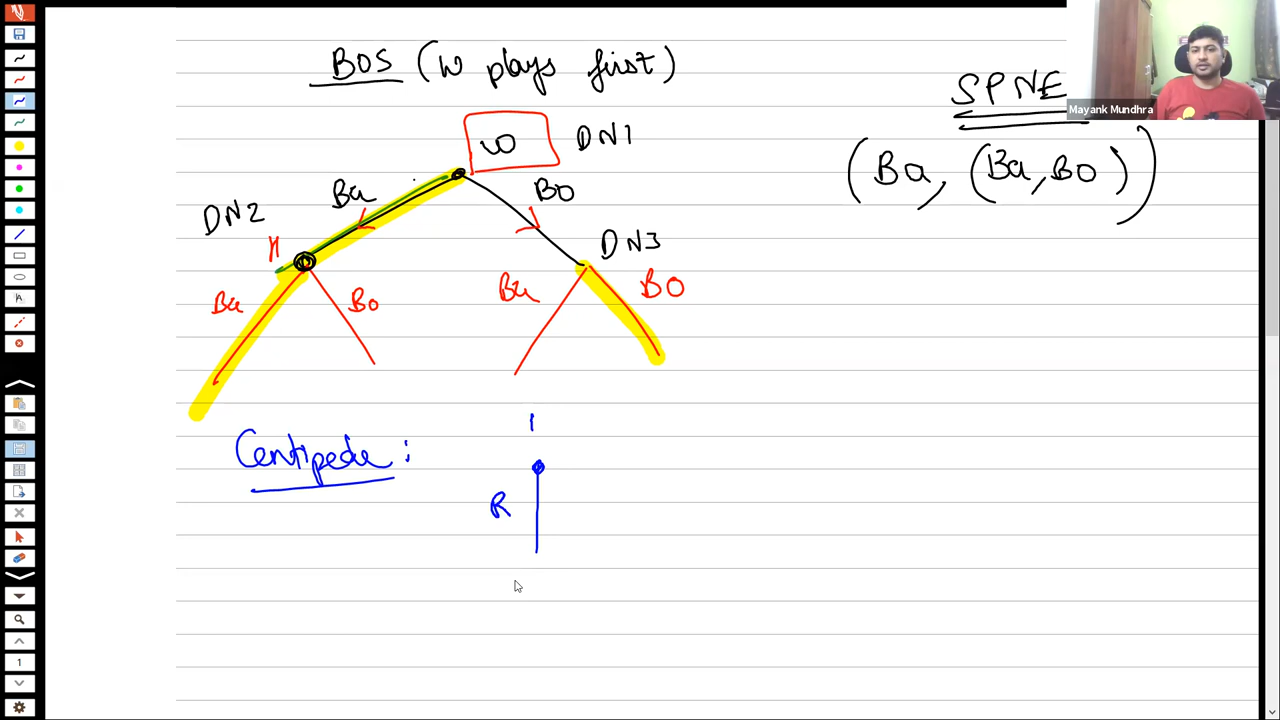 BOS (W plays first)
SPNE
Mayank Mundhra
W DN1
(Ba, (Ba, BO))
Ba BO
DN2
H DN3
Ba Bo Ba BO
Centipede :
1
R
1